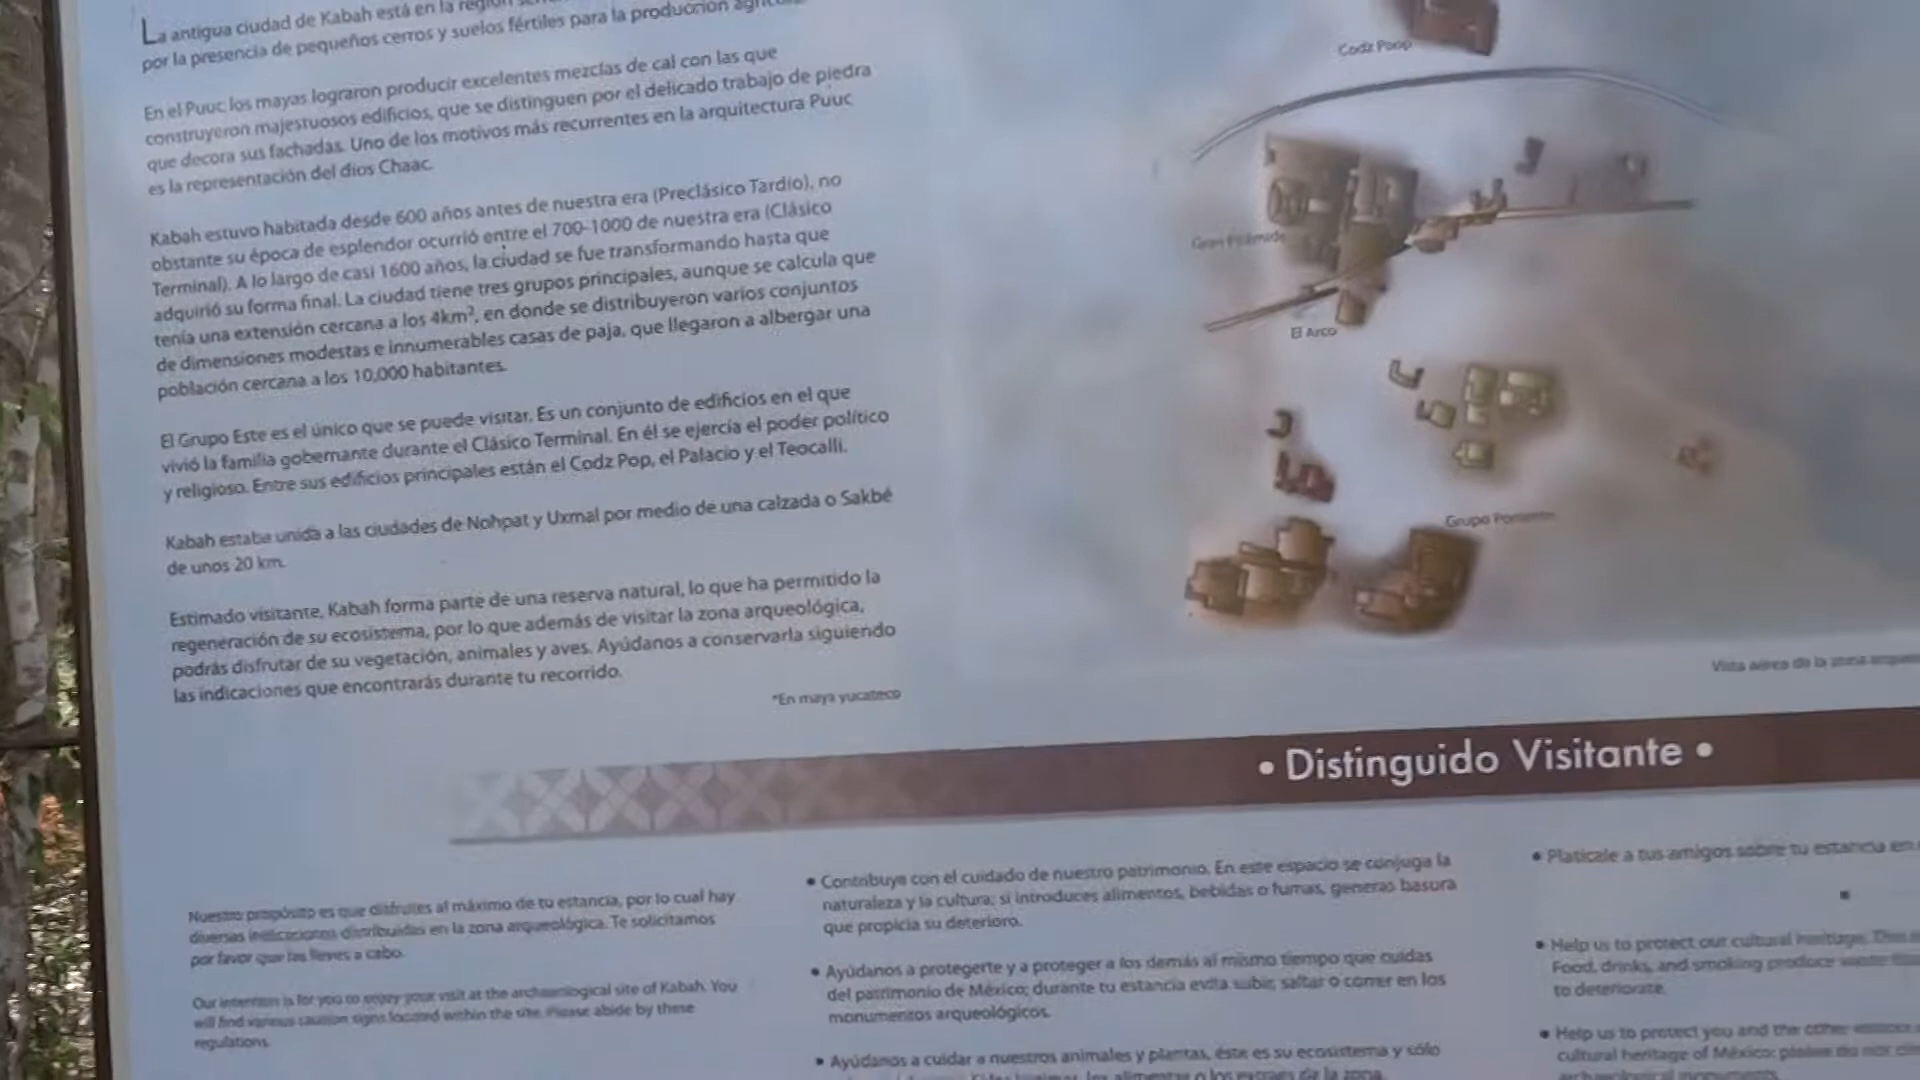 La antigua ciudad de Kabah está en la región
por la presencia de pequeños cerros y suelos fértiles para la producción
En el Puuc los mayas lograron producir excelentes mezclas de cal con las que
construyeron majestuosos edificios, que se distinguen por el delicado trabajo de piedra
que decora sus fachadas. Uno de los motivos más recurrentes en la arquitectura Puuc
es la representación del dios Chaac.
Kabah estuvo habitada desde 600 años antes de nuestra era (Preclásico Tardío), no
obstante su época de esplendor ocurrió entre el 700-1000 de nuestra era (Clásico
Terminal). A lo largo de casi 1600 años, la ciudad se fue transformando hasta que
adquirió su forma final. La ciudad tiene tres grupos principales, aunque se calcula que
tenía una extensión cercana a los 4km², en donde se distribuyeron varios conjuntos
de dimensiones modestas e innumerables casas de paja, que llegaron a albergar una
población cercana a los 10,000 habitantes.
El Grupo Este es el único que se puede visitar. Es un conjunto de edificios en el que
vivió la familia gobernante durante el Clásico Terminal. En él se ejercía el poder político
y religioso. Entre sus edificios principales están el Codz Pop, el Palacio y el Teocalli.
Kabah estaba unida a las ciudades de Nohpat y Uxmal por medio de una calzada o Sakbé
de unos 20 km.
Estimado visitante, Kabah forma parte de una reserva natural, lo que ha permitido la
regeneración de su ecosistema, por lo que además de visitar la zona arqueológica,
podrás disfrutar de su vegetación, animales y aves. Ayúdanos a conservarla siguiendo
las indicaciones que encontrarás durante tu recorrido.
*En maya yucateco
Codz Poop
Gran Pirámide
El Arco
Grupo Poniente
Vista aérea de la zona
• Distinguido Visitante •
Nuestro propósito es que disfrutes al máximo de tu estancia, por lo cual hay
diversas indicaciones distribuidas en la zona arqueológica. Te solicitamos
por favor que las lleves a cabo.
Our intention is for you to enjoy your visit at the archaeological site of Kabah. You
will find various caution signs located within the site. Please abide by these
regulations.
• Contribuye con el cuidado de nuestro patrimonio. En este espacio se conjuga la
naturaleza y la cultura; si introduces alimentos, bebidas o fumas, generas basura
que propicia su deterioro.
• Ayúdanos a protegerte y a proteger a los demás al mismo tiempo que cuidas
del patrimonio de México; durante tu estancia evita subir, saltar o correr en los
monumentos arqueológicos.
• Ayúdanos a cuidar a nuestros animales y plantas, éste es su ecosistema y sólo
los alimentes o los extraes de la zona.
• Platícale a tus amigos sobre tu estancia en
• Help us to protect our cultural heritage.
Food, drinks, and smoking produce waste
to deteriorate.
• Help us to protect you and the other
cultural heritage of México; please do not
archaeological monuments.